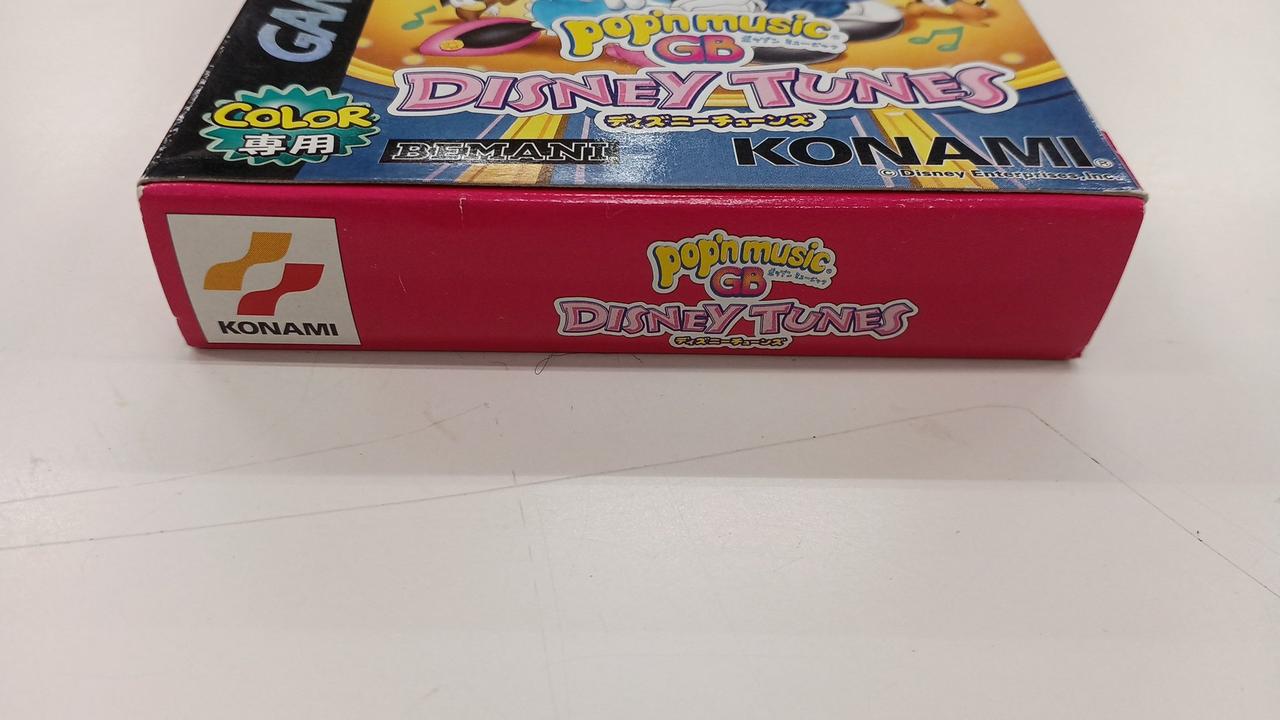 GAM
pop'n music
GB ポップン ミュージック
DISNEY TUNES
ディズニーチューンズ
COLOR
専用
BEMANI
KONAMI
© Disney Enterprises, Inc.
KONAMI
pop'n music
GB ポップン ミュージック
DISNEY TUNES
ディズニーチューンズ